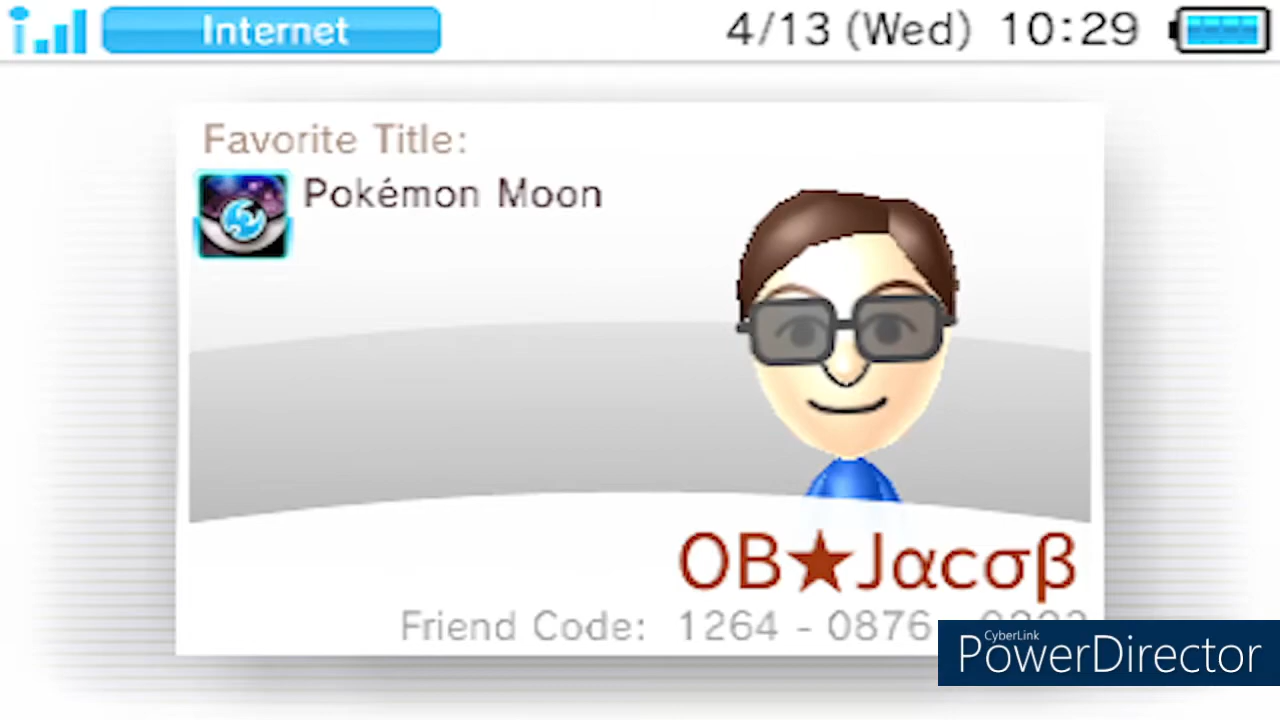 Internet
4/13 (Wed) 10:29
Favorite Title:
Pokémon Moon
OB★Jαcσβ
Friend Code: 1264 - 0876
CyberLink
PowerDirector